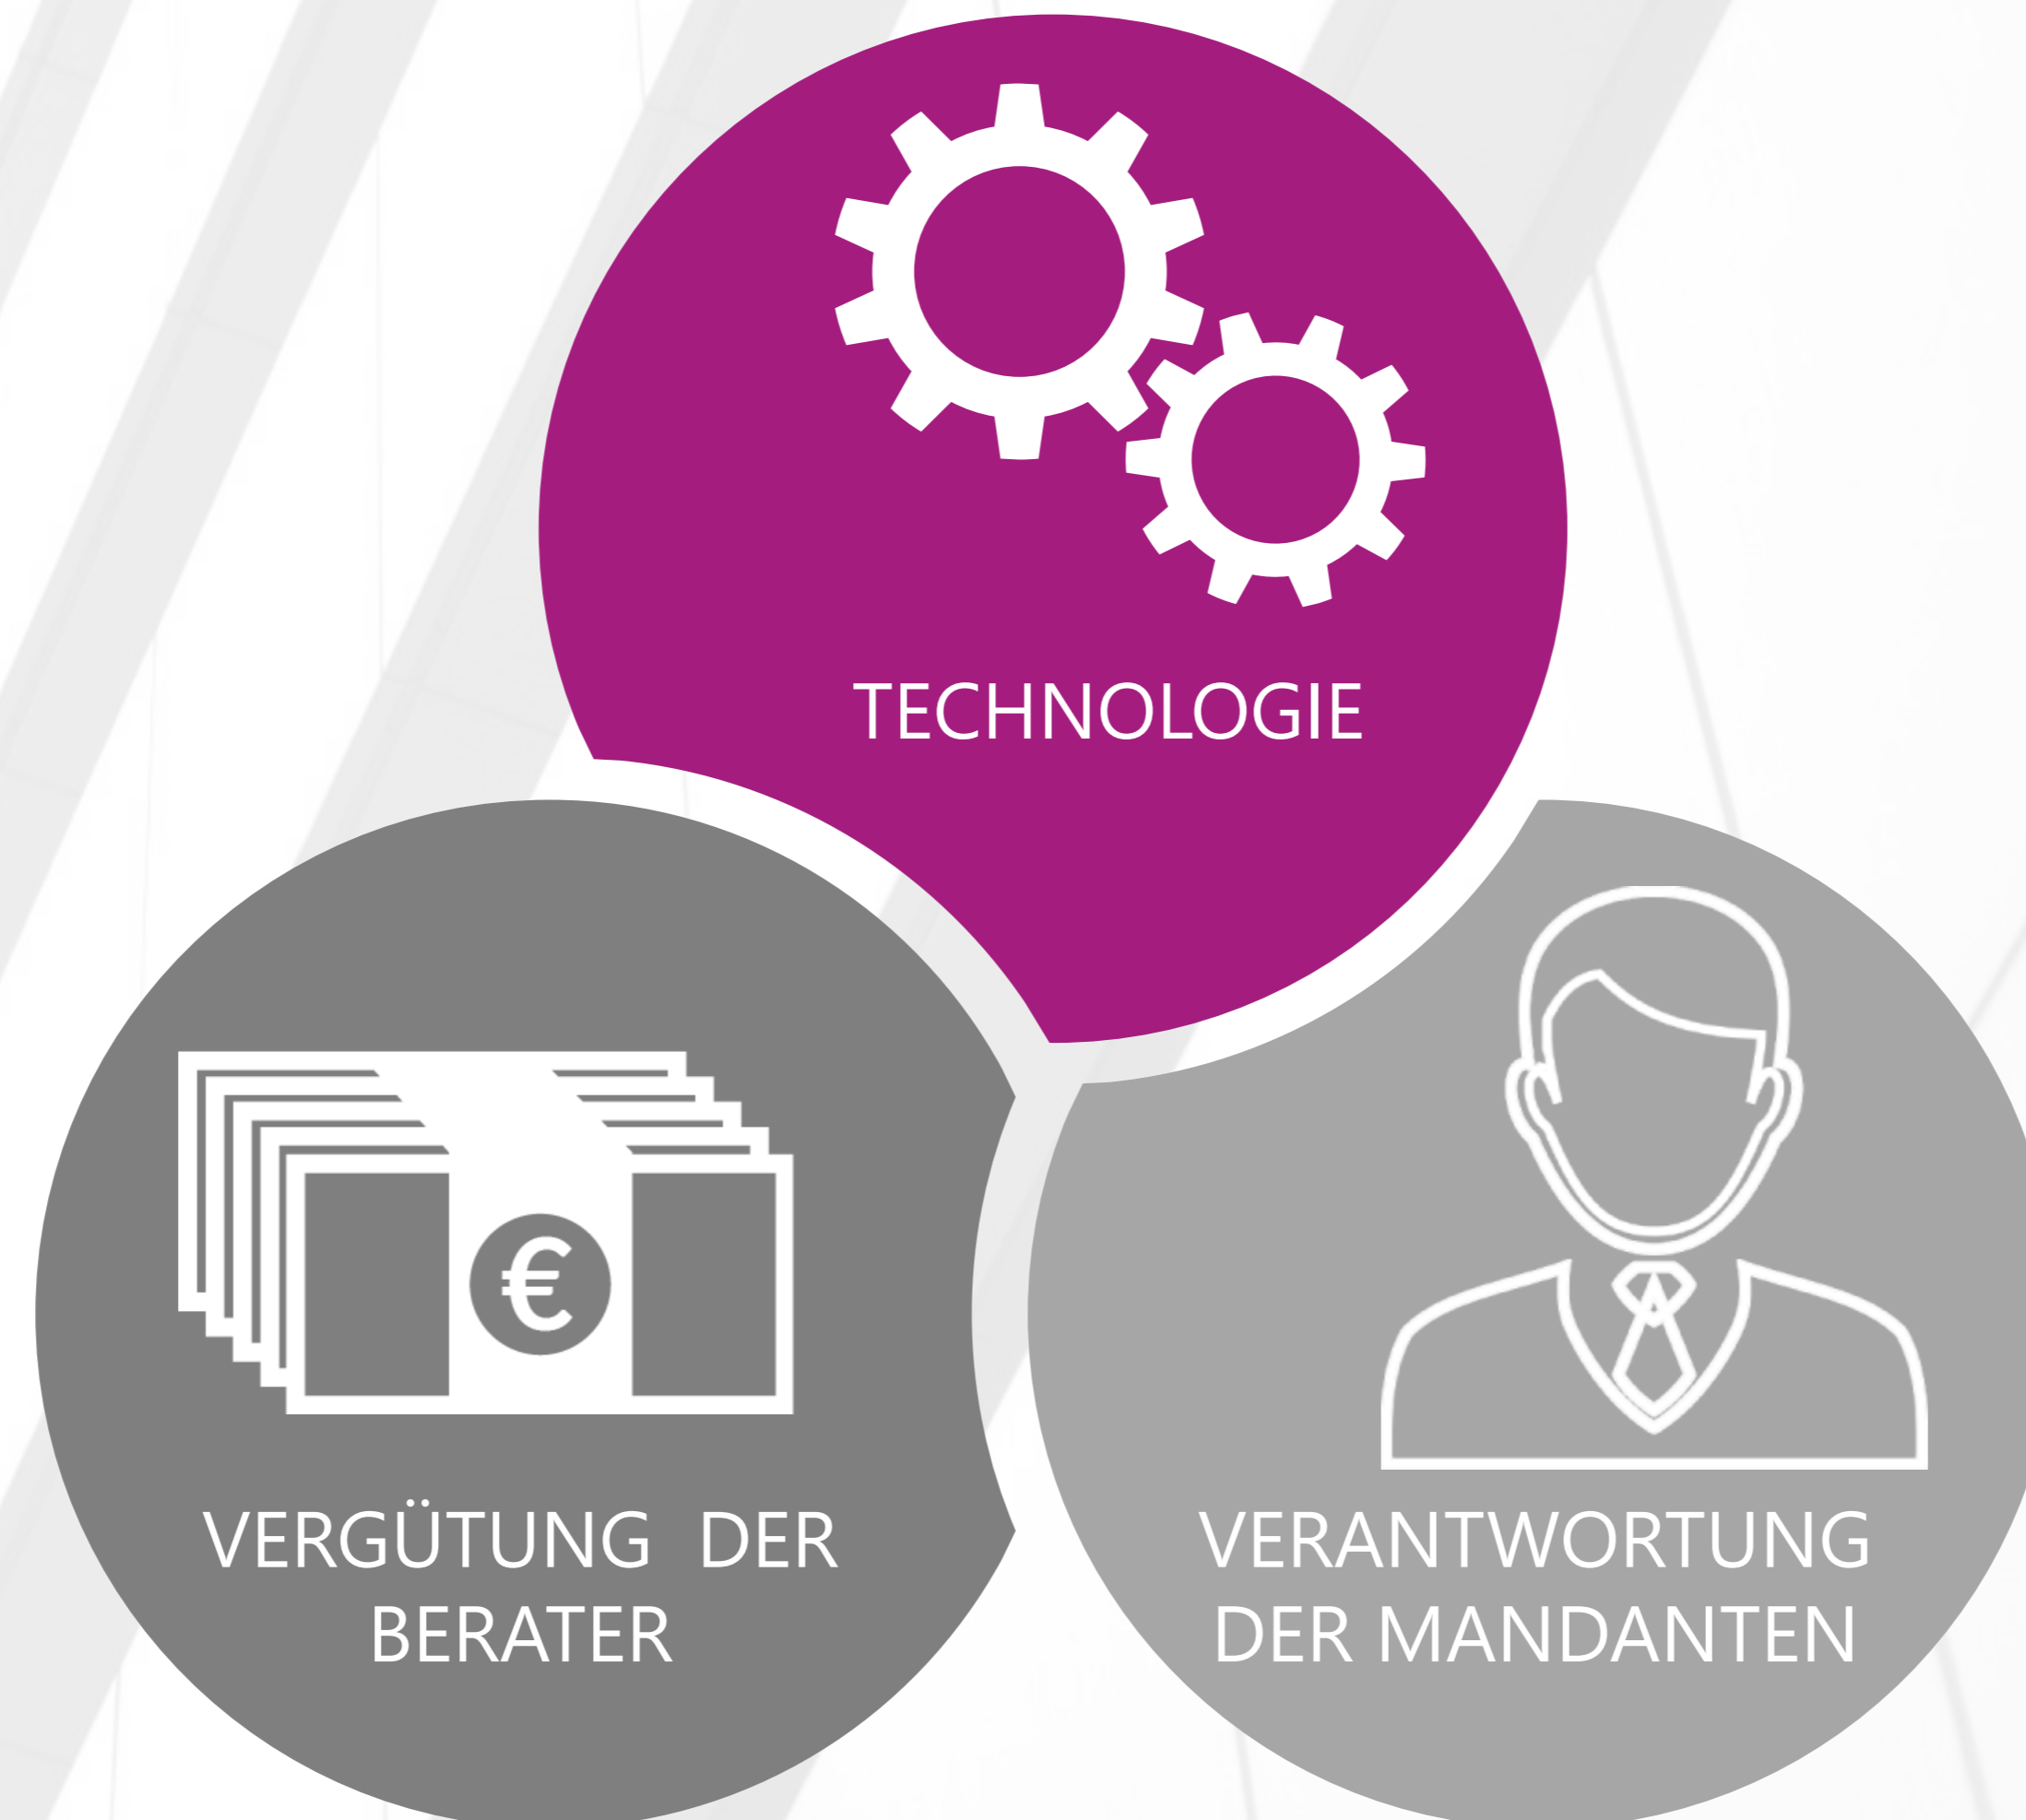 TECHNOLOGIE
€
VERGÜTUNG DER
BERATER
VERANTWORTUNG
DER MANDANTEN